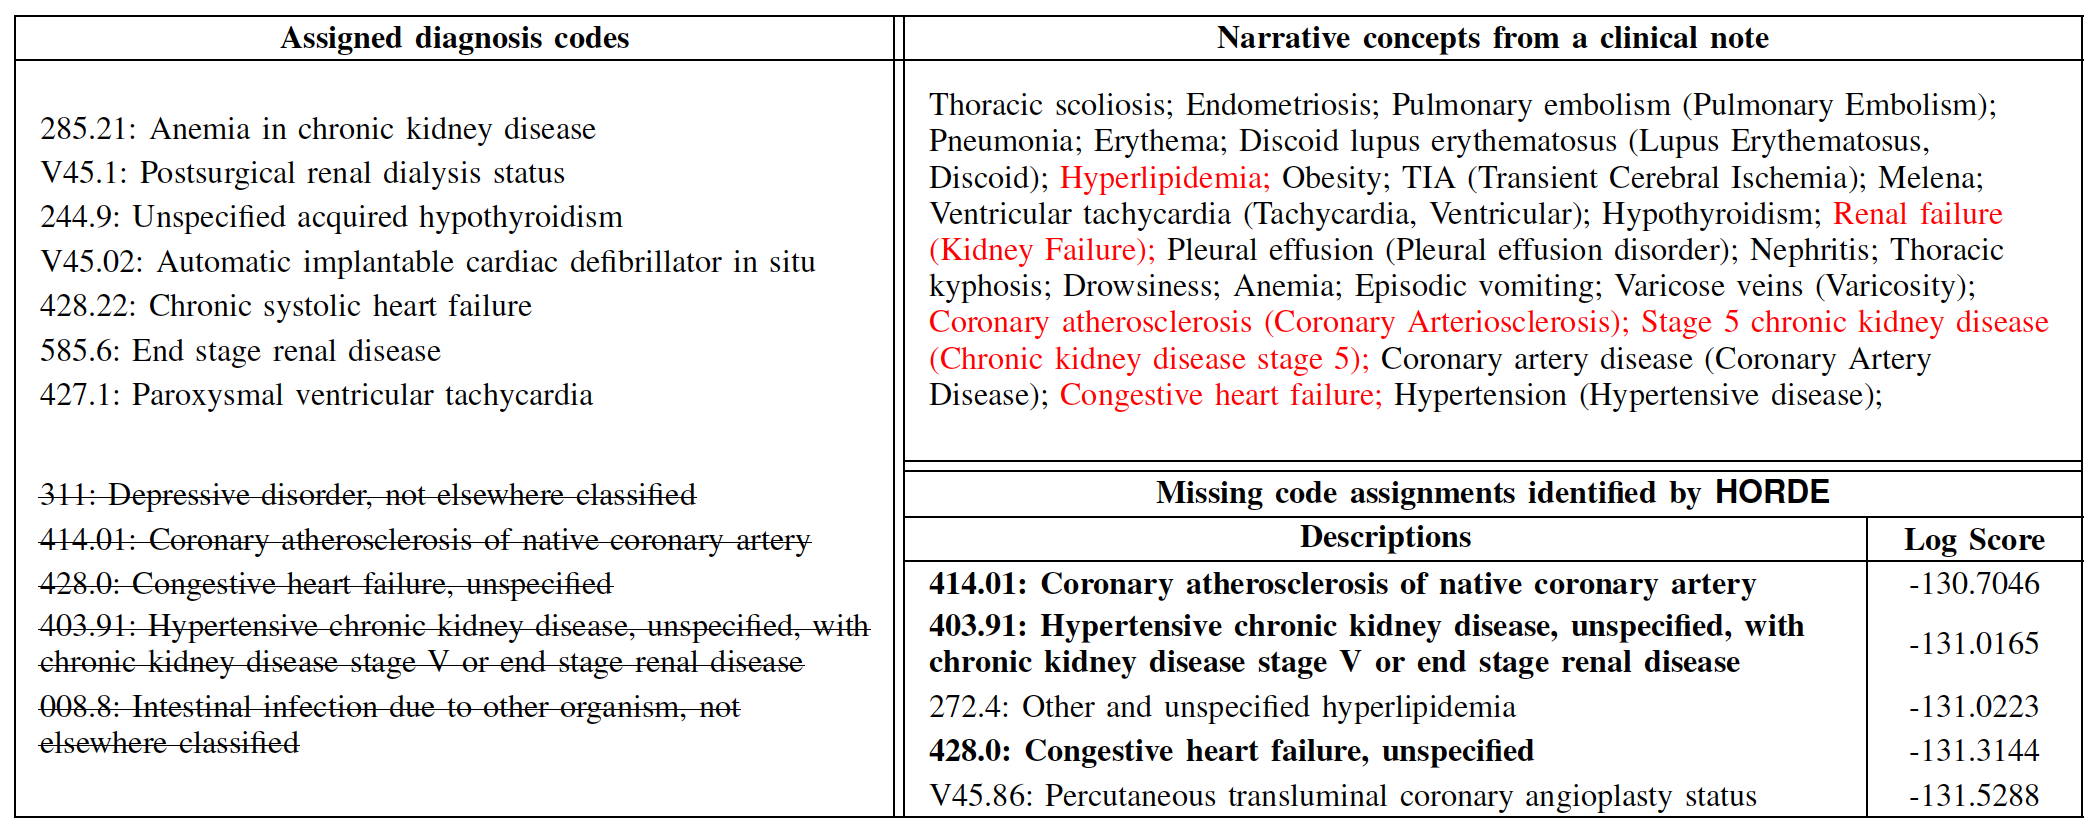 Assigned diagnosis codes
285.21: Anemia in chronic kidney disease
V45.1: Postsurgical renal dialysis status
244.9: Unspecified acquired hypothyroidism
V45.02: Automatic implantable cardiac defibrillator in situ
428.22: Chronic systolic heart failure
585.6: End stage renal disease
427.1: Paroxysmal ventricular tachycardia
311: Depressive disorder, not elsewhere classified
414.01: Coronary atherosclerosis of native coronary artery
428.0: Congestive heart failure, unspecified
403.91: Hypertensive chronic kidney disease, unspecified, with
chronic kidney disease stage V or end stage renal disease
008.8: Intestinal infection due to other organism, not
elsewhere classified
Narrative concepts from a clinical note
Thoracic scoliosis; Endometriosis; Pulmonary embolism (Pulmonary Embolism);
Pneumonia; Erythema; Discoid lupus erythematosus (Lupus Erythematosus,
Discoid); Hyperlipidemia; Obesity; TIA (Transient Cerebral Ischemia); Melena;
Ventricular tachycardia (Tachycardia, Ventricular); Hypothyroidism; Renal failure
(Kidney Failure); Pleural effusion (Pleural effusion disorder); Nephritis; Thoracic
kyphosis; Drowsiness; Anemia; Episodic vomiting; Varicose veins (Varicosity);
Coronary atherosclerosis (Coronary Arteriosclerosis); Stage 5 chronic kidney disease
(Chronic kidney disease stage 5); Coronary artery disease (Coronary Artery
Disease); Congestive heart failure; Hypertension (Hypertensive disease);
Missing code assignments identified by HORDE
Descriptions Log Score
414.01: Coronary atherosclerosis of native coronary artery -130.7046
403.91: Hypertensive chronic kidney disease, unspecified, with
chronic kidney disease stage V or end stage renal disease -131.0165
272.4: Other and unspecified hyperlipidemia -131.0223
428.0: Congestive heart failure, unspecified -131.3144
V45.86: Percutaneous transluminal coronary angioplasty status -131.5288